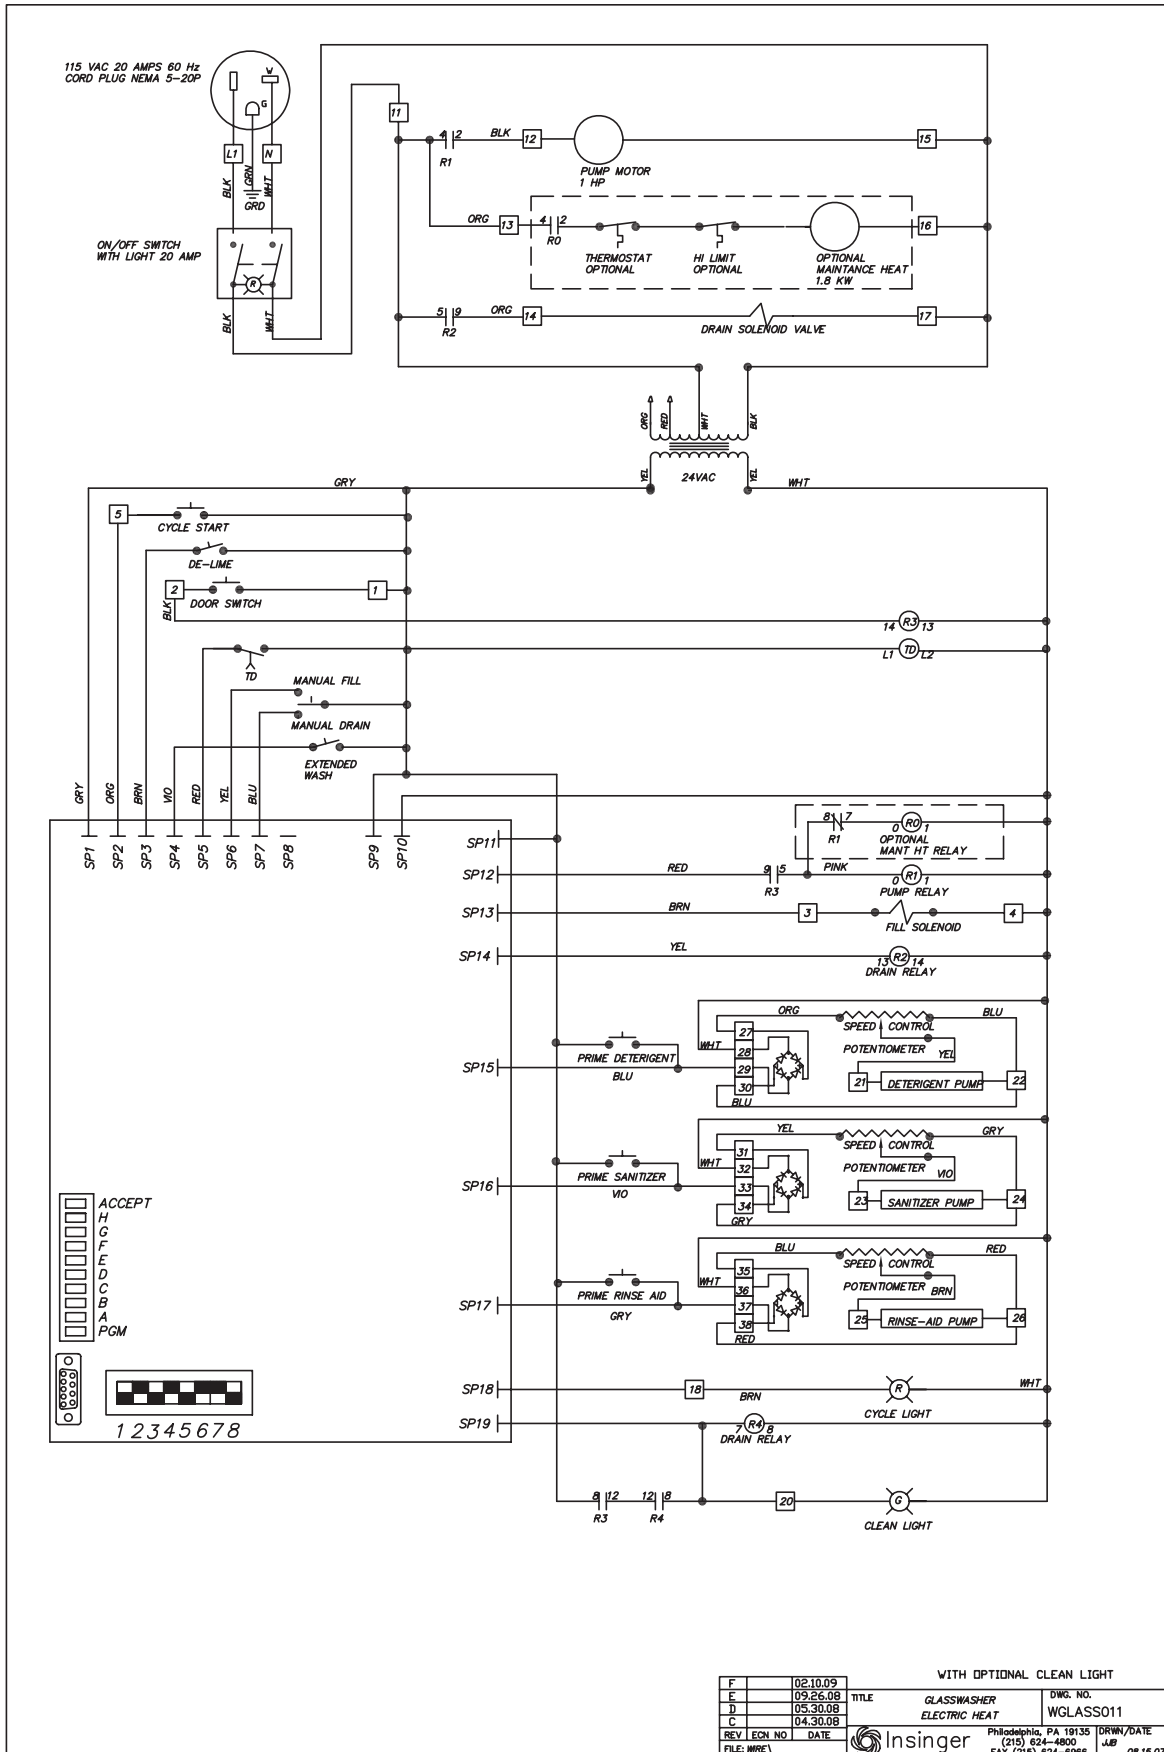 115 VAC 20 AMPS 60 Hz
CORD PLUG NEMA 5-20P
W
G
L1
N
BLK
GRN
WHT
GRD
ON/OFF SWITCH
WITH LIGHT 20 AMP
R
BLK
WHT
11
4 2
R1
BLK
12
PUMP MOTOR
1 HP
15
ORG
13
4 2
RO
THERMOSTAT
OPTIONAL
HI LIMIT
OPTIONAL
OPTIONAL
MAINTANCE HEAT
1.8 KW
16
5 9
R2
ORG
14
DRAIN SOLENOID VALVE
17
ORG
RED
WHT
BLK
YEL
24VAC
YEL
GRY
WHT
5
CYCLE START
DE-LIME
2
DOOR SWITCH
1
BLK
14 R3 13
L1 TD L2
TD
MANUAL FILL
MANUAL DRAIN
EXTENDED
WASH
GRY
ORG
BRN
VIO
RED
YEL
BLU
SP1
SP2
SP3
SP4
SP5
SP6
SP7
SP8
SP9
SP10
SP11
8 7
R1
0 RO 1
OPTIONAL
MANT HT RELAY
SP12
RED
9 5
R3
PINK
0 R1 1
PUMP RELAY
SP13
BRN
3
FILL SOLENOID
4
SP14
YEL
13 R2 14
DRAIN RELAY
SP15
PRIME DETERIGENT
BLU
ORG
WHT
27
28
29
30
BLU
SPEED CONTROL
POTENTIOMETER
BLU
YEL
21
DETERIGENT PUMP
22
SP16
PRIME SANITIZER
VIO
YEL
WHT
31
32
33
34
GRY
SPEED CONTROL
POTENTIOMETER
GRY
VIO
23
SANITIZER PUMP
24
SP17
PRIME RINSE AID
GRY
BLU
WHT
35
36
37
38
RED
SPEED CONTROL
POTENTIOMETER
RED
BRN
25
RINSE-AID PUMP
26
ACCEPT
H
G
F
E
D
C
B
A
PGM
12345678
SP18
18
BRN
R
WHT
CYCLE LIGHT
SP19
7 R4 8
DRAIN RELAY
8 12
R3
12 8
R4
20
G
CLEAN LIGHT
WITH OPTIONAL CLEAN LIGHT
F 02.10.09
E 09.26.08
D 05.30.08
C 04.30.08
REV ECN NO DATE
FILE: WIRE\
TITLE
GLASSWASHER
ELECTRIC HEAT
DWG. NO.
WGLASS011
Insinger
Philadelphia, PA 19135
(215) 624-4800
DRWN/DATE
JJB